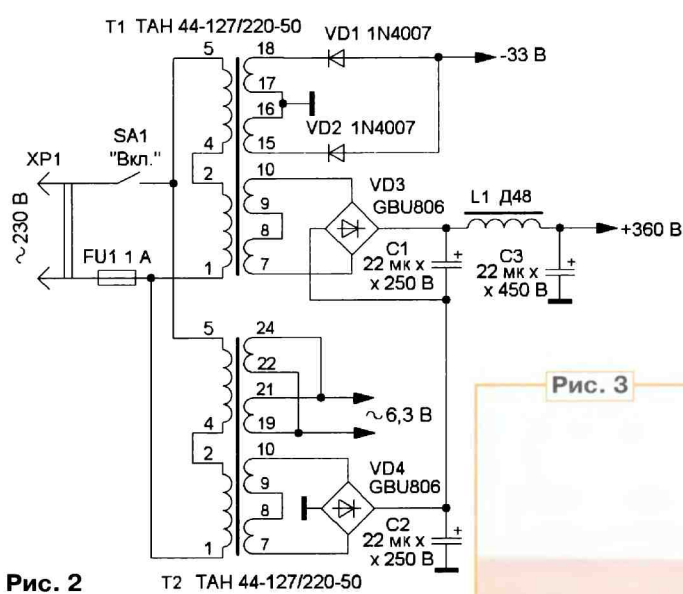 T1 ТАН 44-127/220-50
5
18
VD1 1N4007
-33 В
17
16
4
15
VD2 1N4007
SA1
"Вкл."
XP1
2
10
VD3
GBU806
L1 Д48
+360 В
~230 В
9
8
C1
22 мк х
х 250 В
C3
22 мк х
х 450 В
FU1 1 А
1
7
5
24
22
21
~6,3 В
4
19
2
10
VD4
GBU806
9
8
C2
22 мк х
х 250 В
1
7
Рис. 3
Рис. 2
T2 ТАН 44-127/220-50